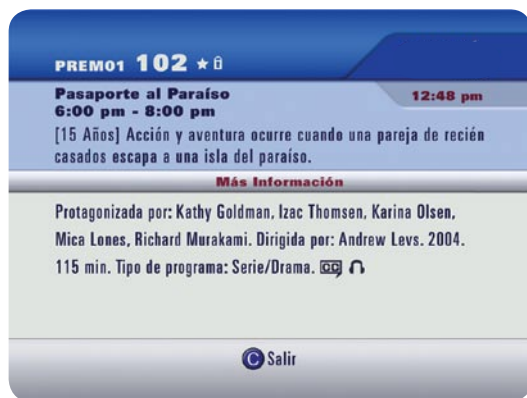 PREM01 102
Pasaporte al Paraíso
12:48 pm
6:00 pm - 8:00 pm
[15 Años] Acción y aventura ocurre cuando una pareja de recién
casados escapa a una isla del paraíso.
Más Información
Protagonizada por: Kathy Goldman, Izac Thomsen, Karina Olsen,
Mica Lones, Richard Murakami. Dirigida por: Andrew Levs. 2004.
115 min. Tipo de programa: Serie/Drama. CC
C Salir